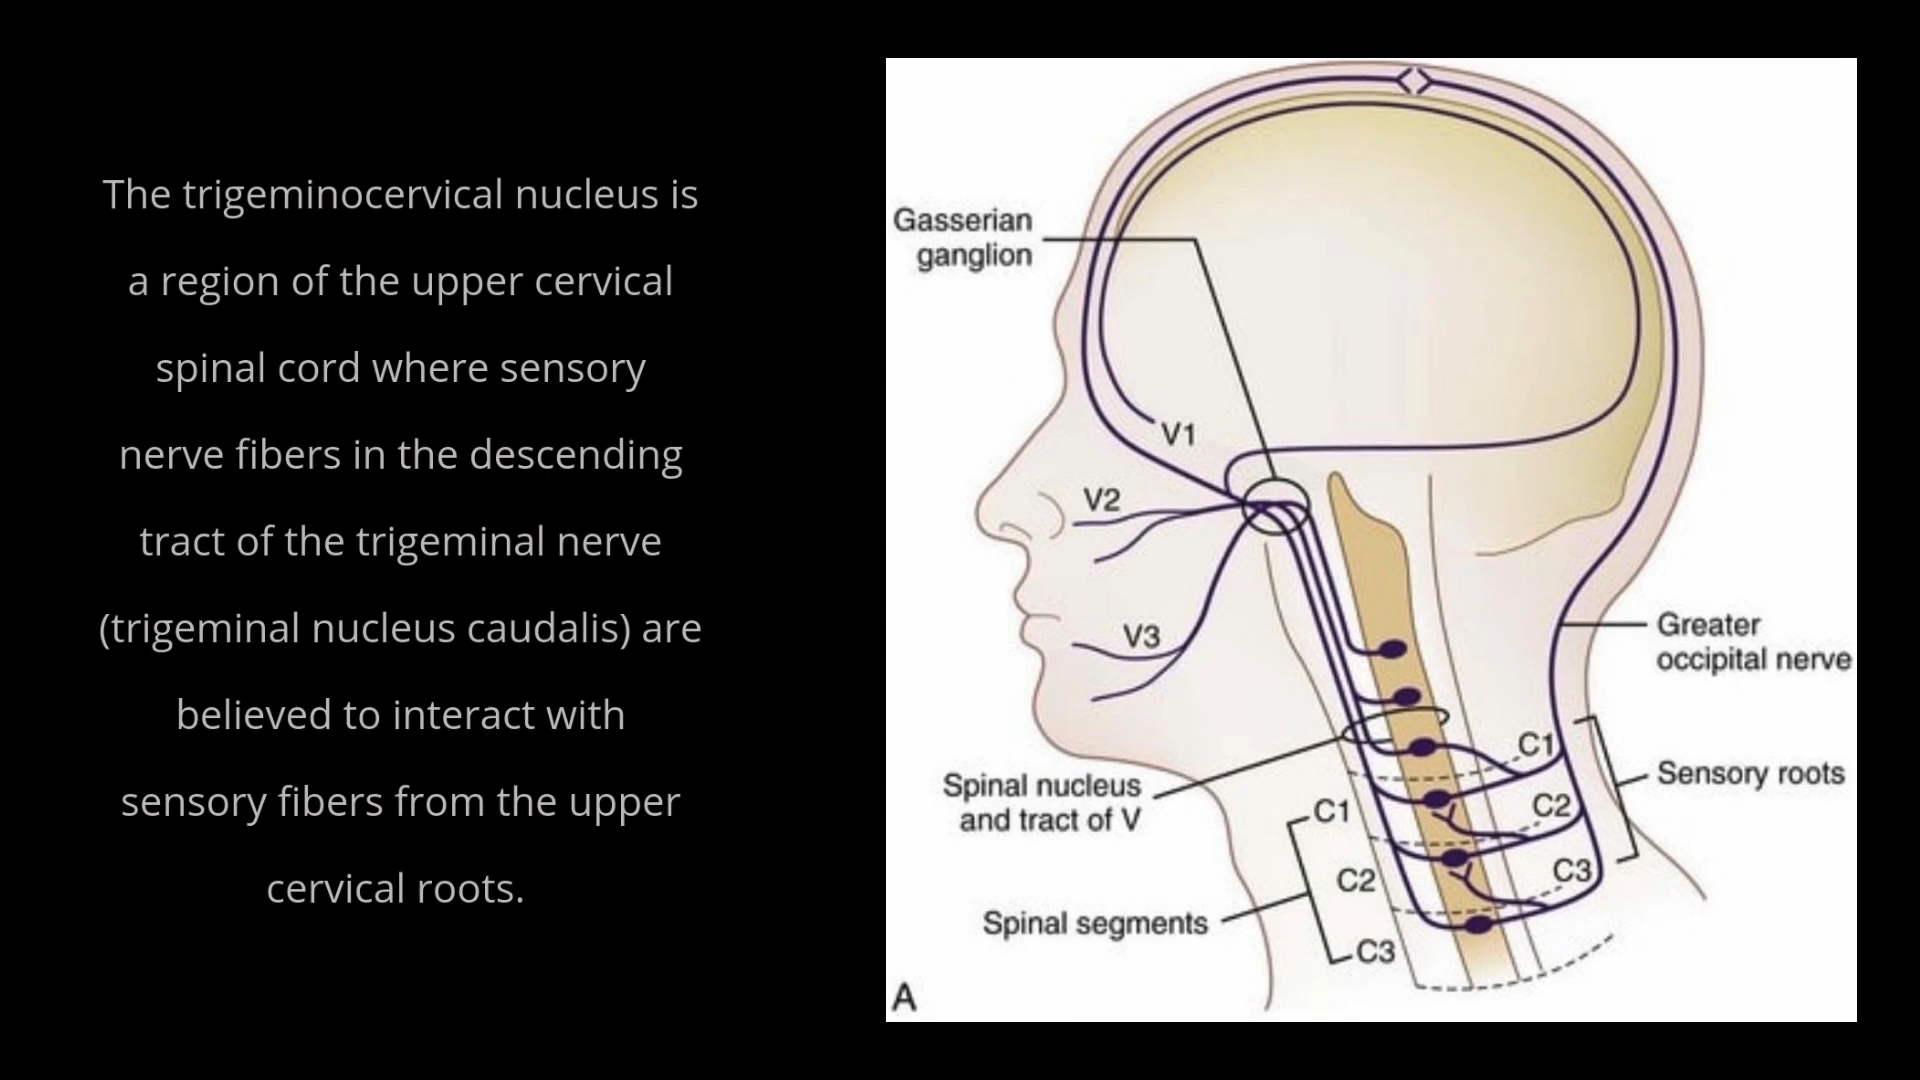 The trigeminocervical nucleus is
a region of the upper cervical
spinal cord where sensory
nerve fibers in the descending
tract of the trigeminal nerve
(trigeminal nucleus caudalis) are
believed to interact with
sensory fibers from the upper
cervical roots.
Gasserian
ganglion
V1
V2
V3
Greater
occipital nerve
C1
Sensory roots
C2
C3
Spinal nucleus
and tract of V
C1
C2
Spinal segments
C3
A